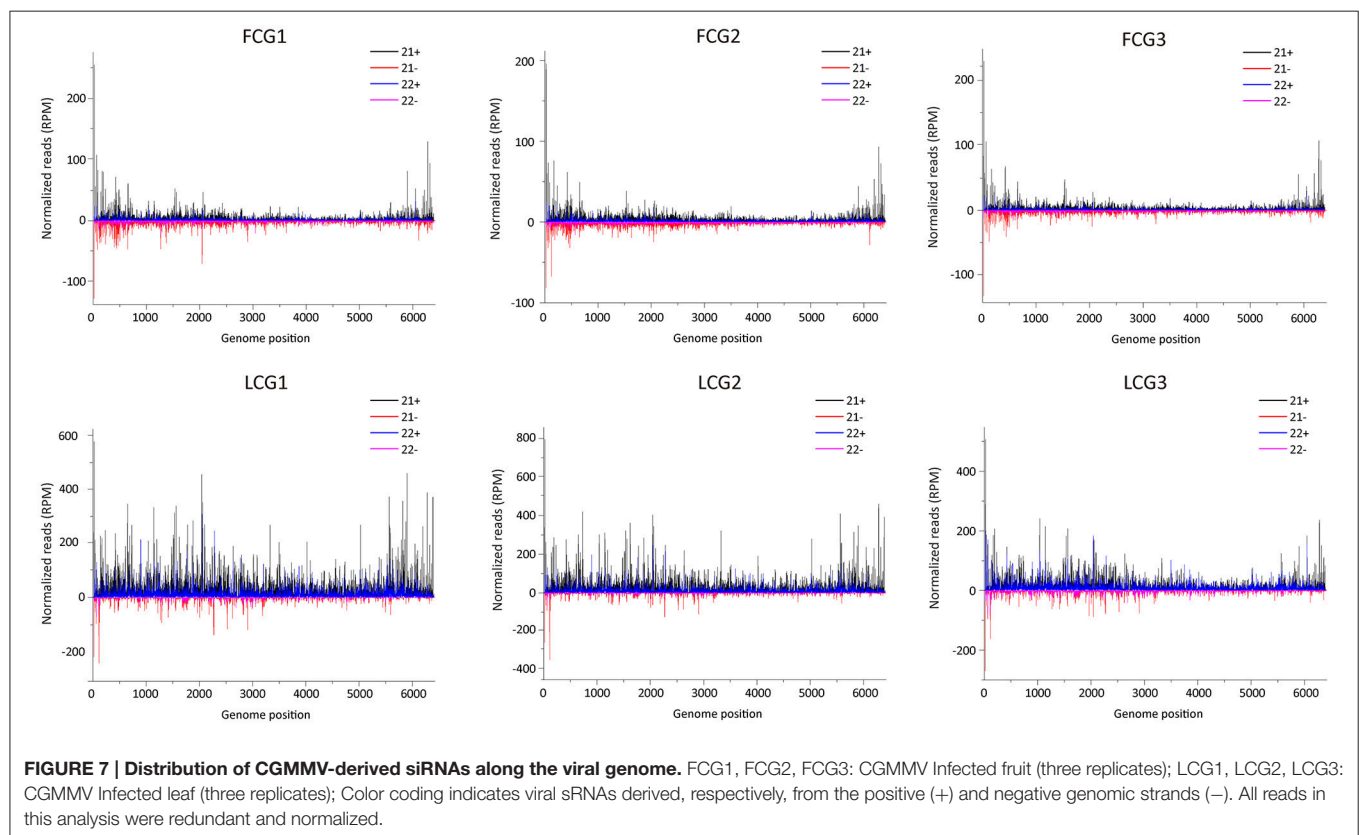 FCG1
21+
21-
22+
22-
Normalized reads (RPM)
200
100
0
-100
0 1000 2000 3000 4000 5000 6000
Genome position
FCG2
21+
21-
22+
22-
Normalized reads (RPM)
200
100
0
-100
0 1000 2000 3000 4000 5000 6000
Genome position
FCG3
21+
21-
22+
22-
Normalized reads (RPM)
200
100
0
-100
0 1000 2000 3000 4000 5000 6000
Genome position
LCG1
21+
21-
22+
22-
Normalized reads (RPM)
600
400
200
0
-200
0 1000 2000 3000 4000 5000 6000
Genome position
LCG2
21+
21-
22+
22-
Normalized reads (RPM)
800
600
400
200
0
-200
-400
0 1000 2000 3000 4000 5000 6000
Genome position
LCG3
21+
21-
22+
22-
Normalized reads (RPM)
400
200
0
-200
0 1000 2000 3000 4000 5000 6000
Genome position
FIGURE 7 | Distribution of CGMMV-derived siRNAs along the viral genome. FCG1, FCG2, FCG3: CGMMV Infected fruit (three replicates); LCG1, LCG2, LCG3:
CGMMV Infected leaf (three replicates); Color coding indicates viral sRNAs derived, respectively, from the positive (+) and negative genomic strands (−). All reads in
this analysis were redundant and normalized.